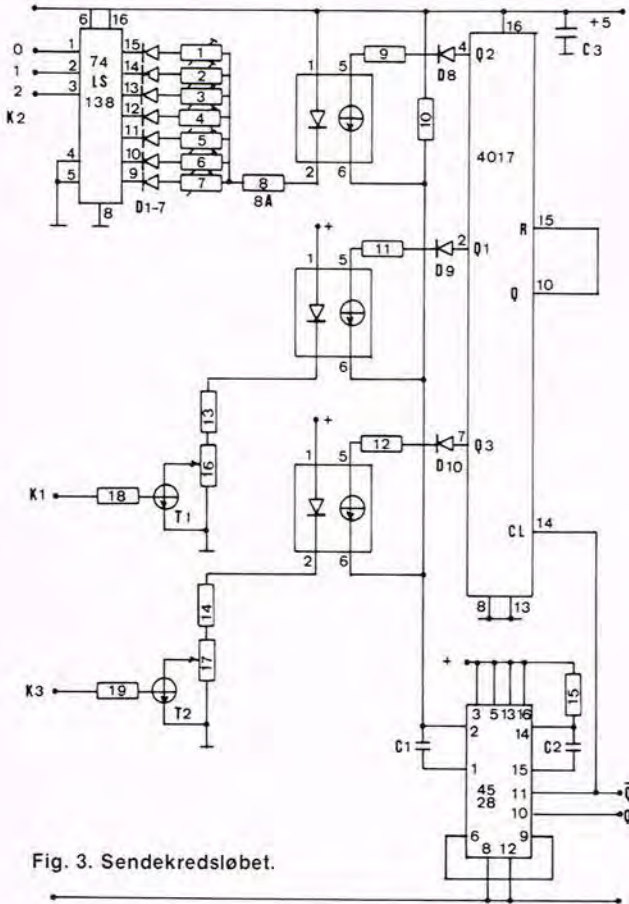 6 16
16
+5
C3
0 1 74 15 1
1 2 LS 14 2
2 3 138 13 3
K2
12 4
11 5
4 10 6
5 9 7
8
D1-7
8
8A
1 5
2 6
9 D8 4 Q2
10
4017
+
1 5
6
11 D9 2 Q1
R 15
Q 10
13
16
K1 18 T1
+
1 5
2 6
12 D10 7 Q3
CL 14
8 13
14
17
K3 19 T2
+
3 5 13 16
15
C1 2 14 C2
1 15
45
28
11
10 Q
6 9
8 12
Fig. 3. Sendekredsløbet.